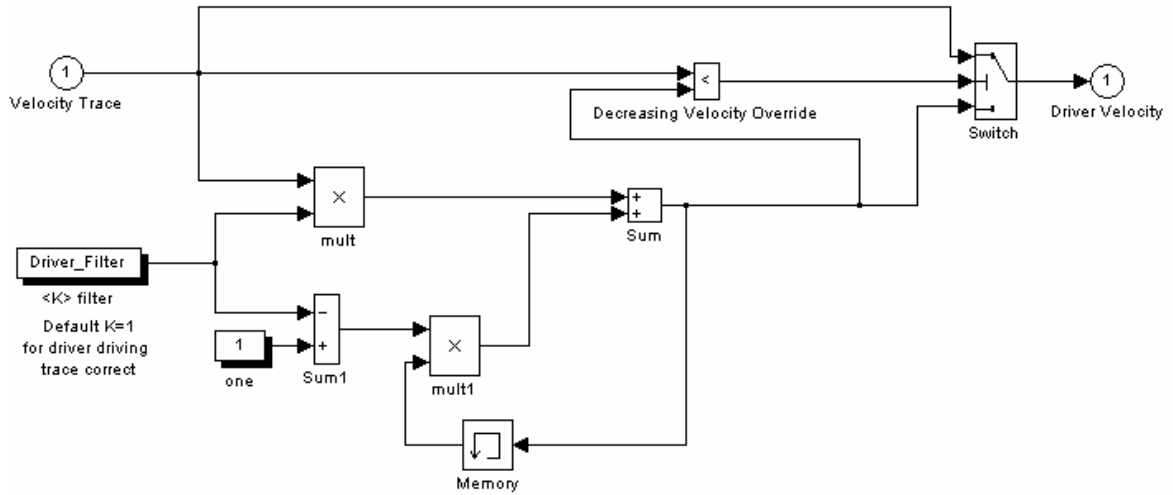 1
Velocity Trace
<
Decreasing Velocity Override
Switch
1
Driver Velocity
×
mult
+
+
Sum
Driver_Filter
<K> filter
Default K=1
for driver driving
trace correct
1
one
−
+
Sum1
×
mult1
Memory